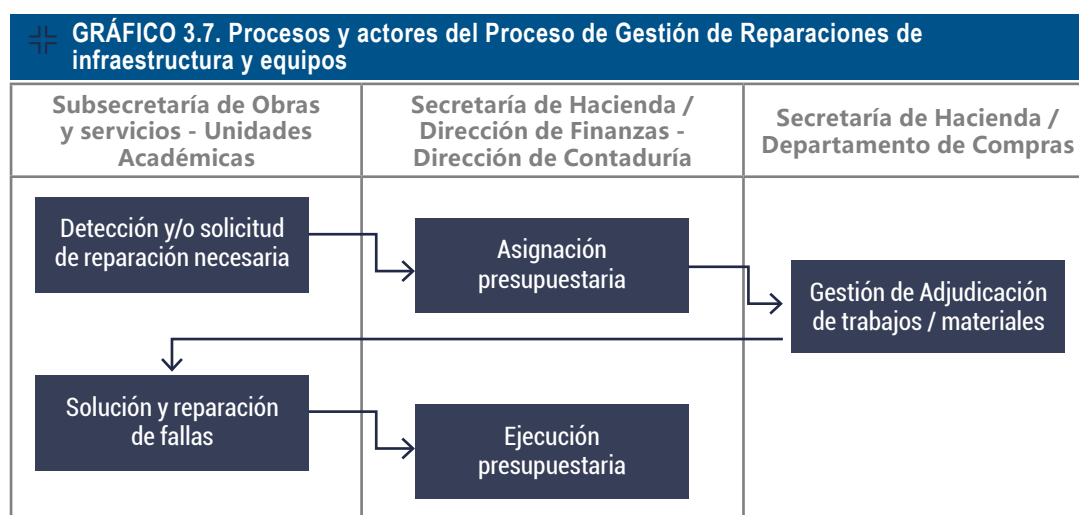 GRÁFICO 3.7. Procesos y actores del Proceso de Gestión de Reparaciones de
infraestructura y equipos
Subsecretaría de Obras
y servicios - Unidades
Académicas
Secretaría de Hacienda /
Dirección de Finanzas -
Dirección de Contaduría
Secretaría de Hacienda /
Departamento de Compras
Detección y/o solicitud
de reparación necesaria
Asignación
presupuestaria
Gestión de Adjudicación
de trabajos / materiales
Solución y reparación
de fallas
Ejecución
presupuestaria